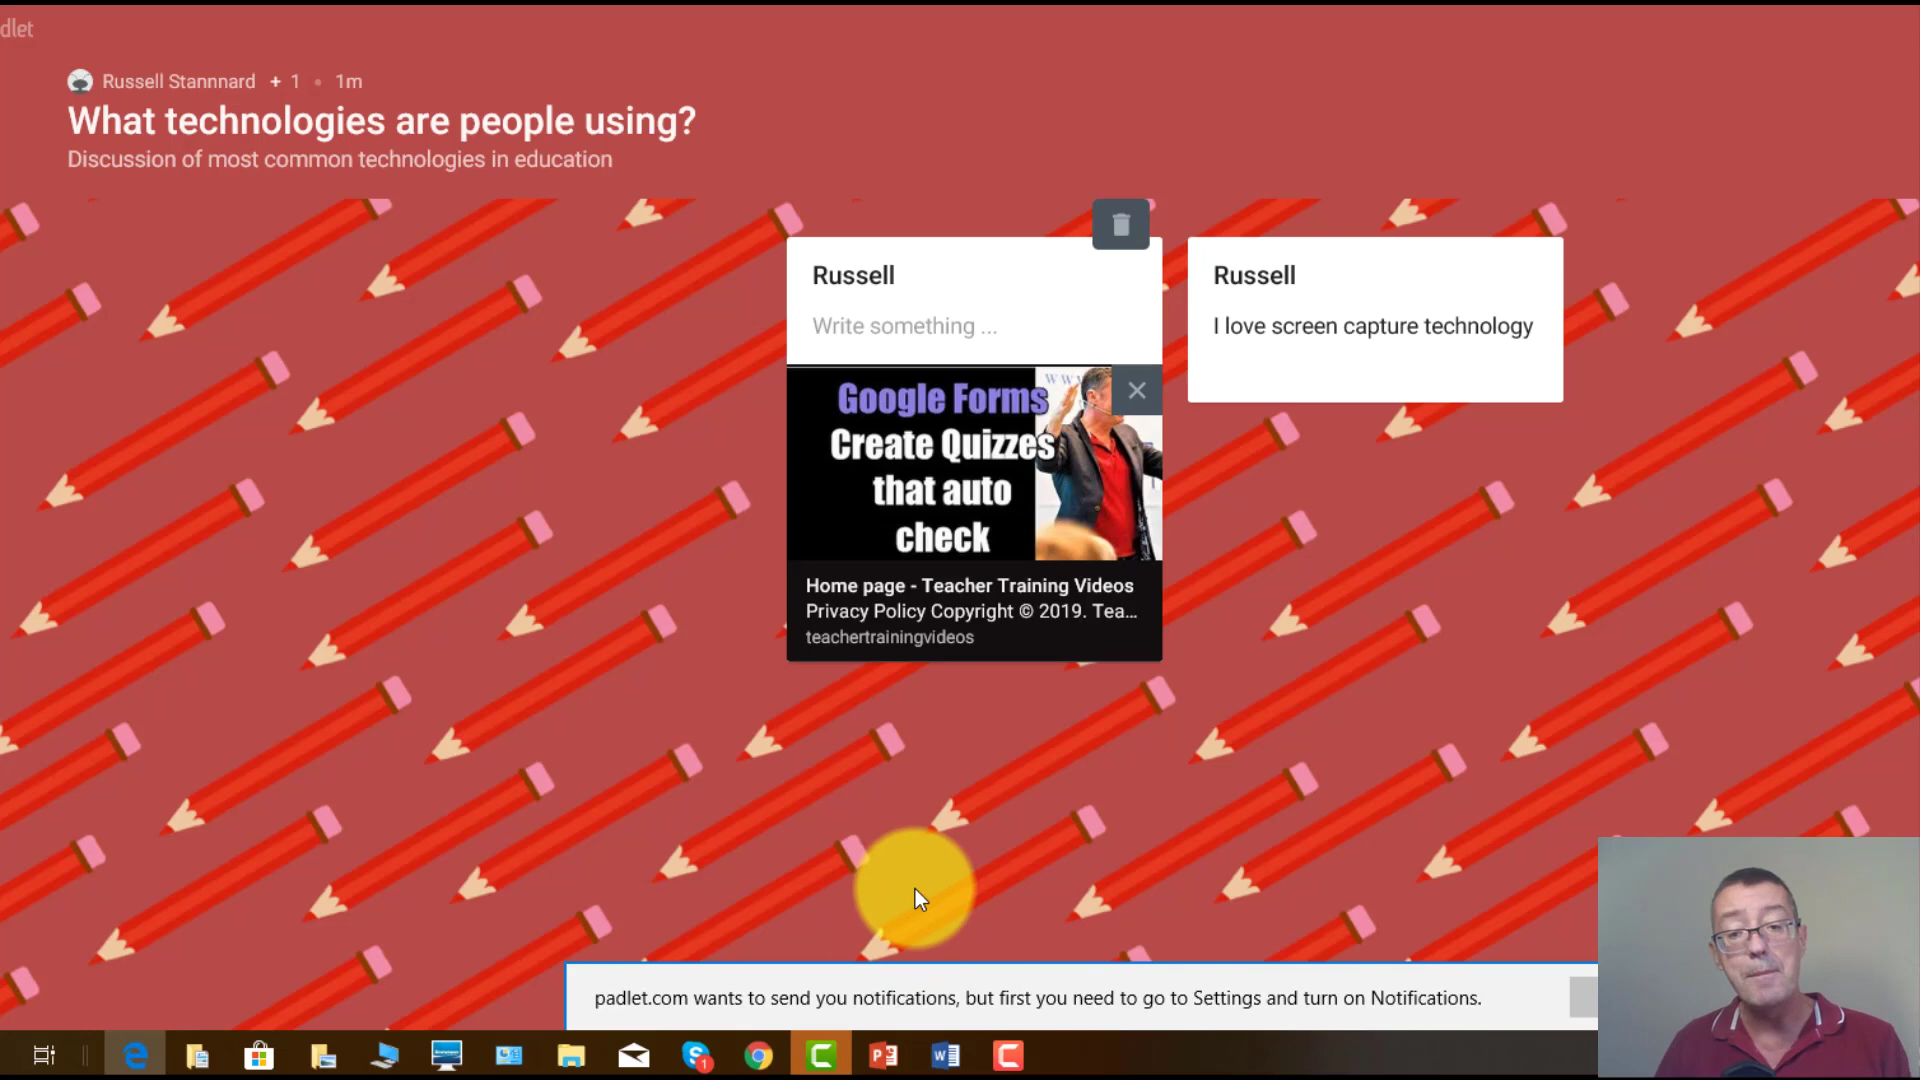 dlet
Russell Stannnard + 1 • 1m
What technologies are people using?
Discussion of most common technologies in education
Russell
Write something ...
Google Forms
Create Quizzes
that auto
check
Home page - Teacher Training Videos
Privacy Policy Copyright © 2019. Tea...
teachertrainingvideos
Russell
I love screen capture technology
padlet.com wants to send you notifications, but first you need to go to Settings and turn on Notifications.